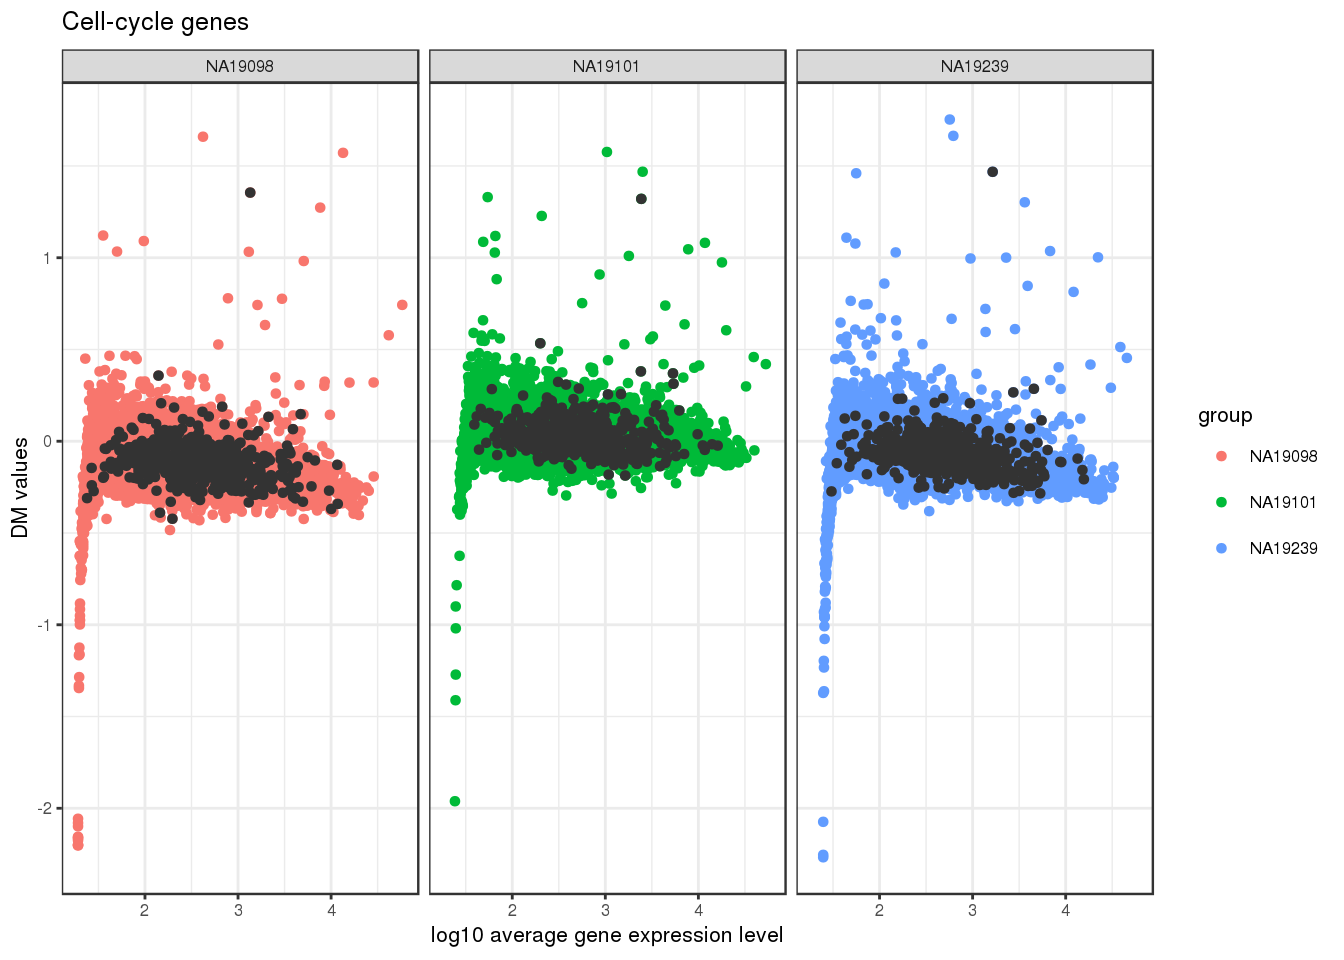 Cell-cycle genes
NA19098 NA19101 NA19239
1
0
-1
-2
DM values
2 3 4 2 3 4 2 3 4
log10 average gene expression level
group
NA19098
NA19101
NA19239